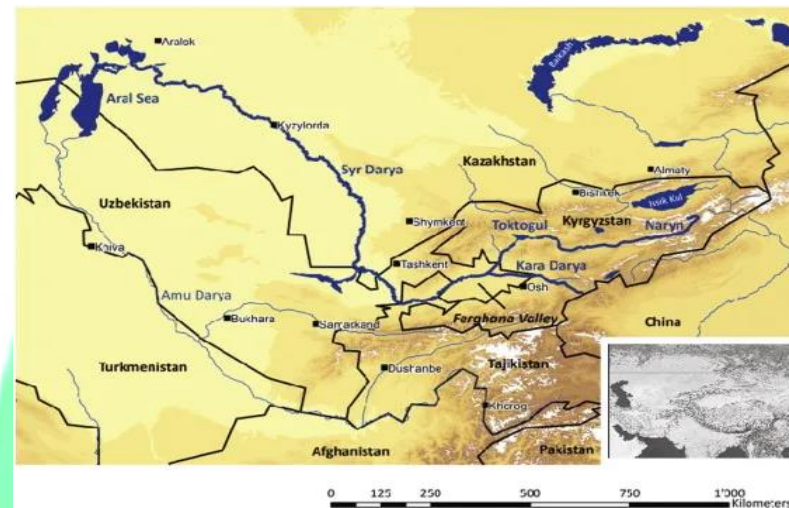 Aralsk
Balkash
Aral Sea
Kyzylorda
Syr Darya
Kazakhstan
Almaty
Bishkek
Issik Kul
Uzbekistan
Shymkent
Toktogul
Kyrgyzstan
Naryn
Khiva
Tashkent
Kara Darya
Osh
Amu Darya
Bukhara
Samarkand
Ferghana Valley
China
Turkmenistan
Dushanbe
Tajikistan
Khorog
Afghanistan
Pakistan
0 125 250 500 750 1'000
Kilometers